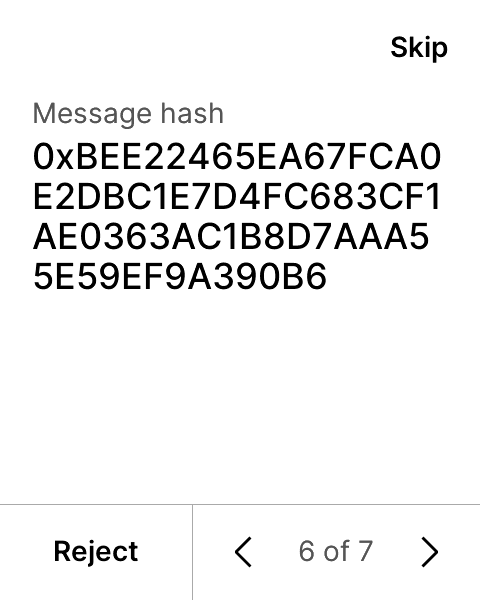 Skip
Message hash
0xBEE22465EA67FCA0
E2DBC1E7D4FC683CF1
AE0363AC1B8D7AAA5
5E59EF9A390B6
Reject
6 of 7